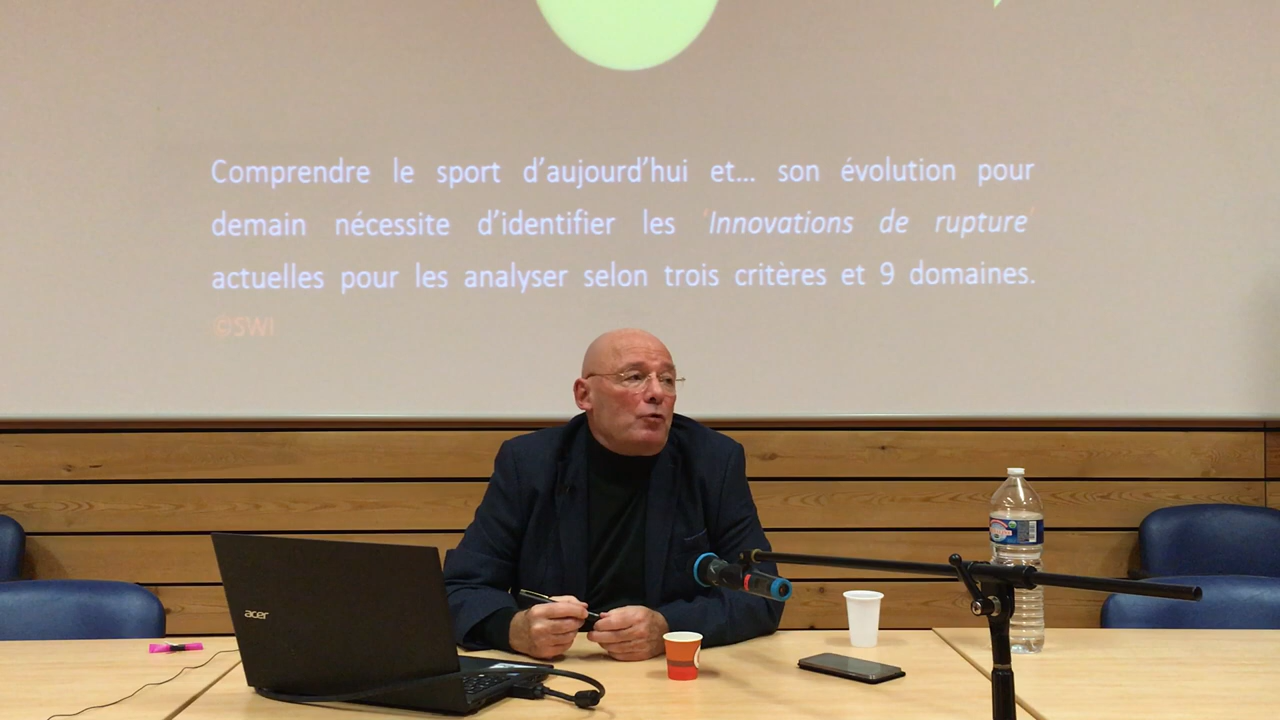 Comprendre le sport d'aujourd'hui et... son évolution pour
demain nécessite d'identifier les 'Innovations de rupture'
actuelles pour les analyser selon trois critères et 9 domaines.
©SWI
acer